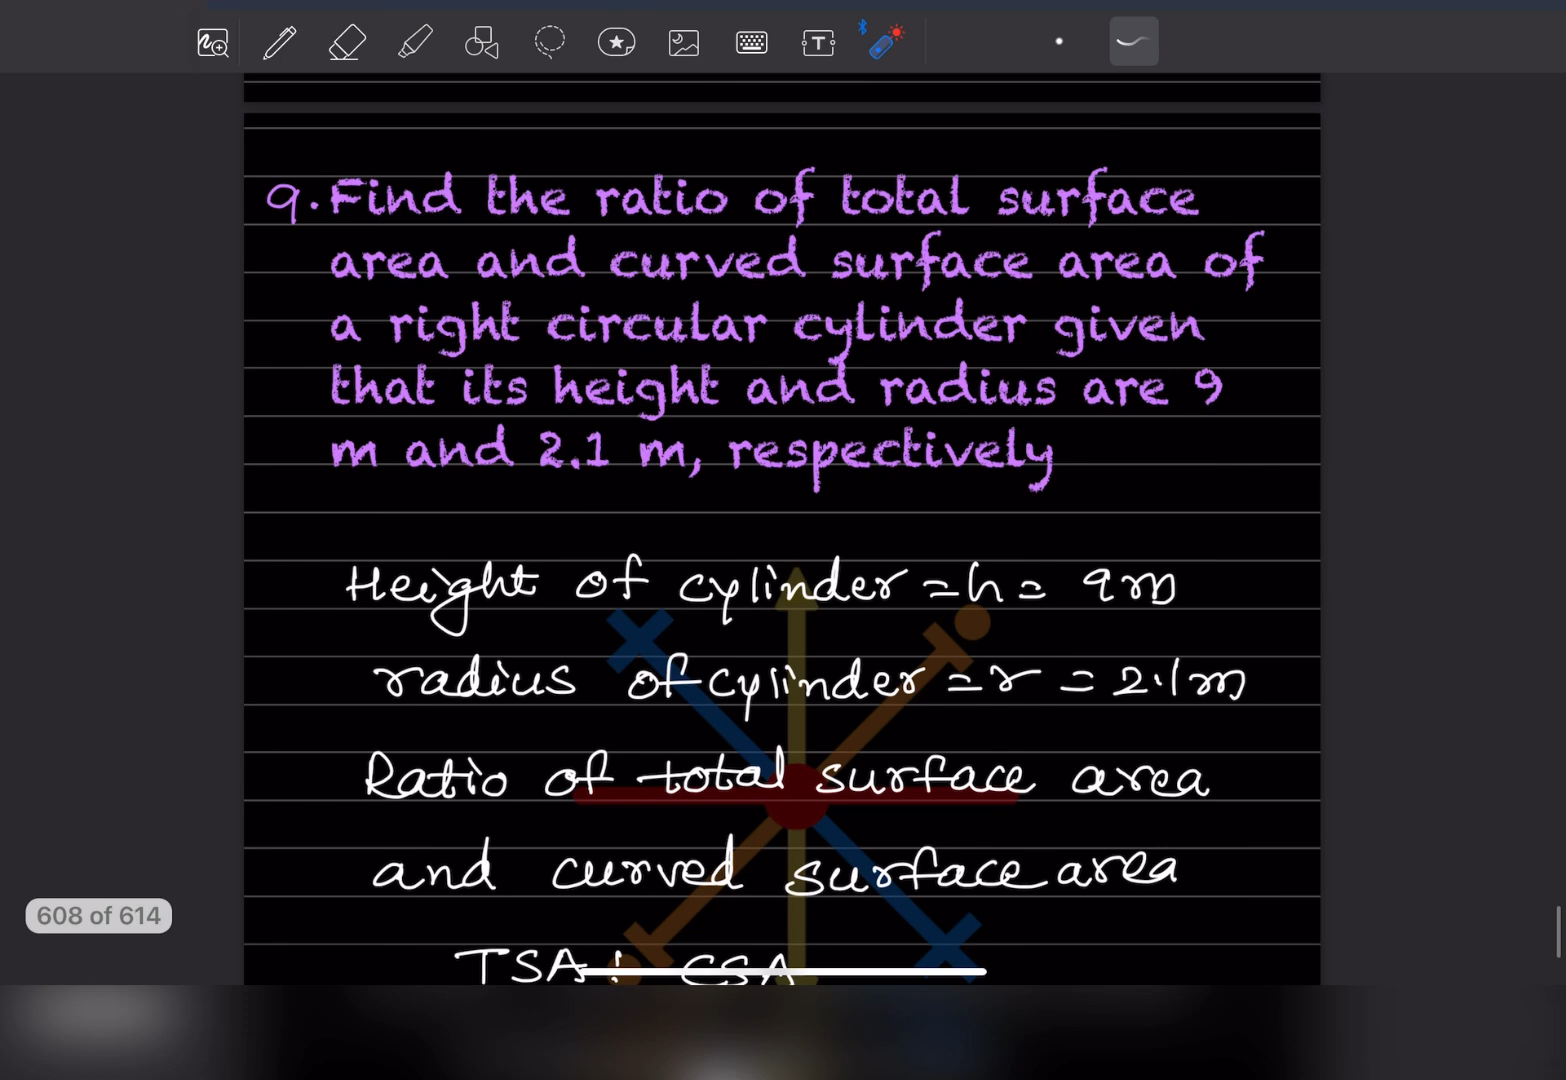 9. Find the ratio of total surface
area and curved surface area of
a right circular cylinder given
that its height and radius are 9
m and 2.1 m, respectively
Height of cylinder = h = 9m
radius of cylinder = r = 2.1m
Ratio of total surface area
and curved surface area
608 of 614
TSA : CSA